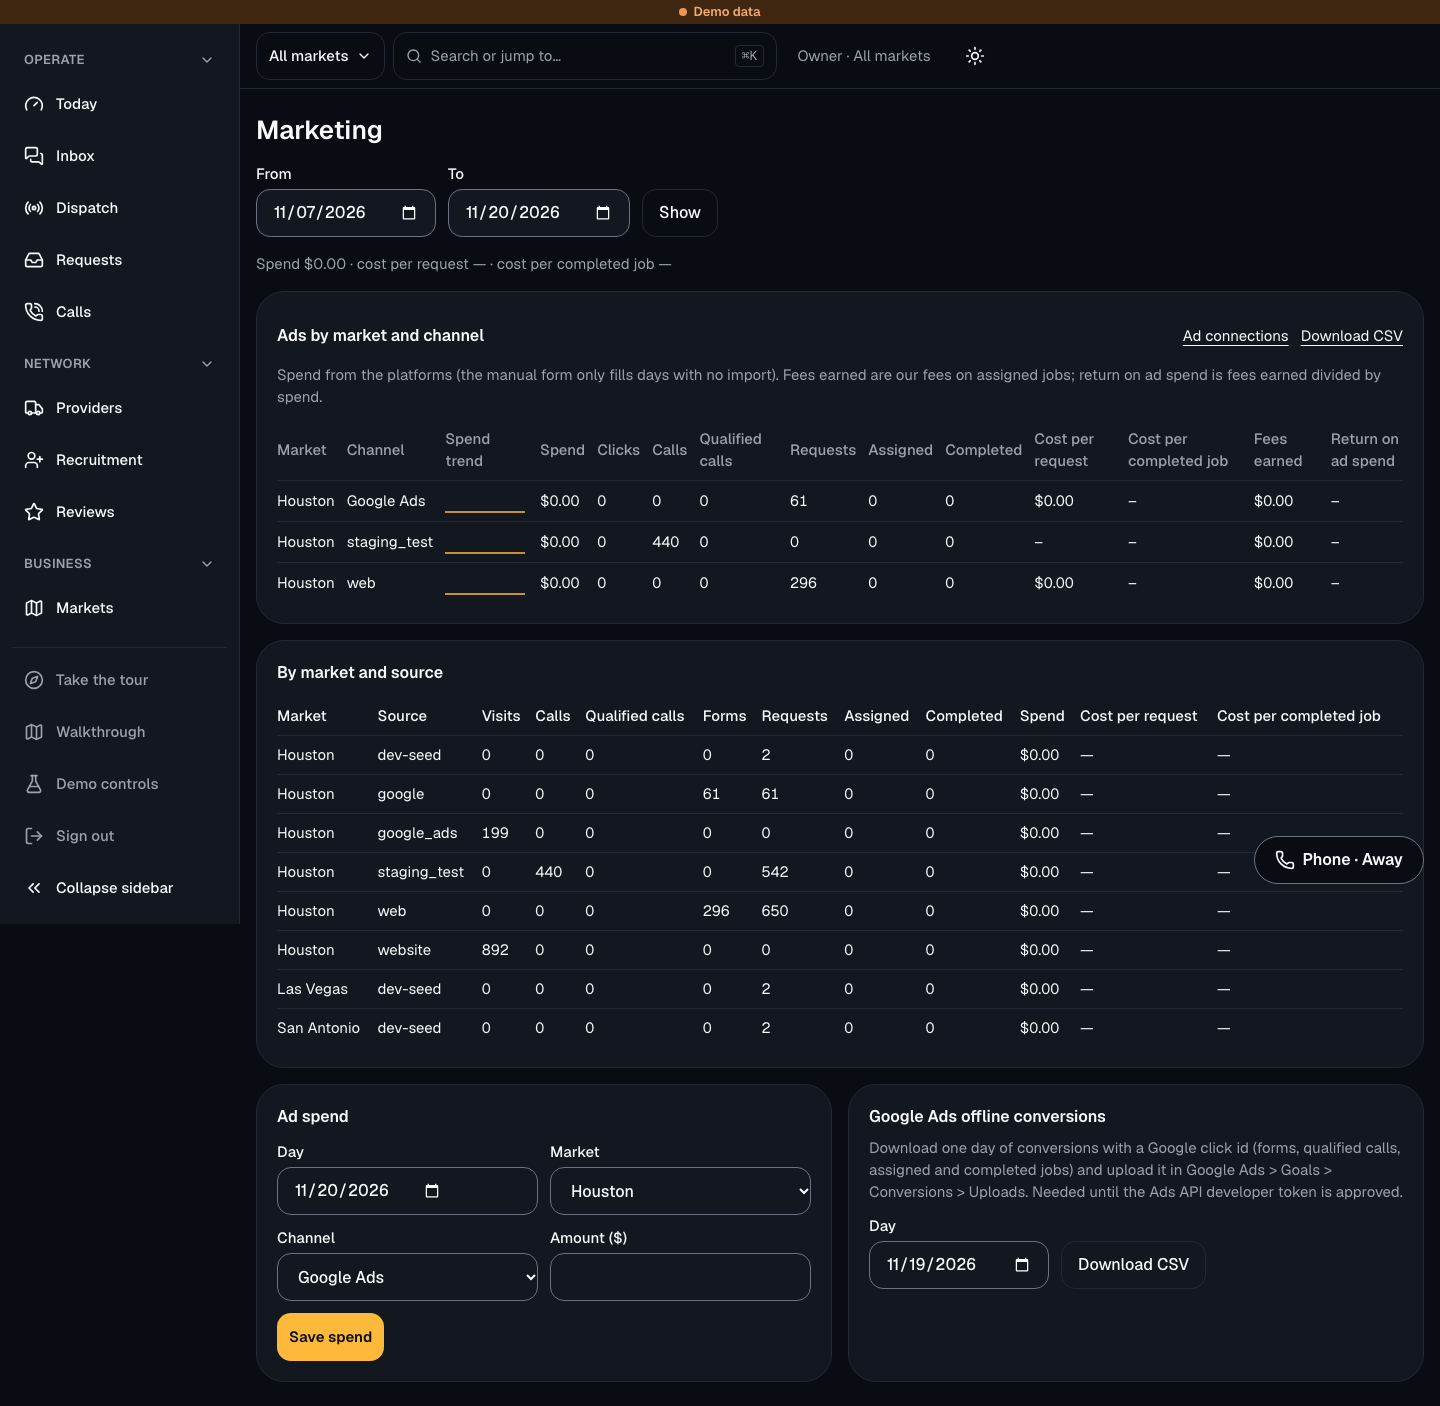 Demo data
OPERATE
Today
Inbox
Dispatch
Requests
Calls
NETWORK
Providers
Recruitment
Reviews
BUSINESS
Markets
Take the tour
Walkthrough
Demo controls
Sign out
Collapse sidebar
All markets
Search or jump to…
⌘K
Owner · All markets
Marketing
From To
11/07/2026 11/20/2026 Show
Spend $0.00 · cost per request — · cost per completed job —
Ads by market and channel Ad connections Download CSV
Spend from the platforms (the manual form only fills days with no import). Fees earned are our fees on assigned jobs; return on ad spend is fees earned divided by
spend.
Market Channel Spend trend Spend Clicks Calls Qualified calls Requests Assigned Completed Cost per request Cost per completed job Fees earned Return on ad spend
Houston Google Ads $0.00 0 0 0 61 0 0 $0.00 – $0.00 –
Houston staging_test $0.00 0 440 0 0 0 0 – – $0.00 –
Houston web $0.00 0 0 0 296 0 0 $0.00 – $0.00 –
By market and source
Market Source Visits Calls Qualified calls Forms Requests Assigned Completed Spend Cost per request Cost per completed job
Houston dev-seed 0 0 0 0 2 0 0 $0.00 — —
Houston google 0 0 0 61 61 0 0 $0.00 — —
Houston google_ads 199 0 0 0 0 0 0 $0.00 — —
Houston staging_test 0 440 0 0 542 0 0 $0.00 — —
Houston web 0 0 0 296 650 0 0 $0.00 — —
Houston website 892 0 0 0 0 0 0 $0.00 — —
Las Vegas dev-seed 0 0 0 0 2 0 0 $0.00 — —
San Antonio dev-seed 0 0 0 0 2 0 0 $0.00 — —
Phone · Away
Ad spend
Day Market
11/20/2026 Houston
Channel Amount ($)
Google Ads
Save spend
Google Ads offline conversions
Download one day of conversions with a Google click id (forms, qualified calls,
assigned and completed jobs) and upload it in Google Ads > Goals >
Conversions > Uploads. Needed until the Ads API developer token is approved.
Day
11/19/2026 Download CSV